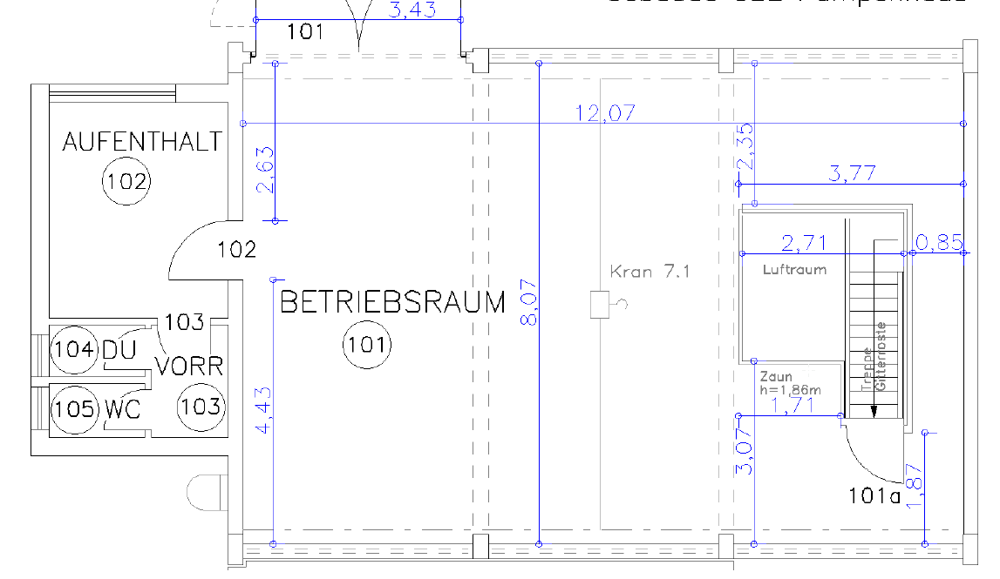 3,43
101
12,07
AUFENTHALT
102
2,63
2,35
3,77
102
2,71
0,85
Luftraum
Kran 7.1
BETRIEBSRAUM
101
8,07
103
104
DU
VORR
103
105
WC
4,43
Treppe
Gitterroste
Zaun
h=1,86m
1,71
3,07
101a
1,87